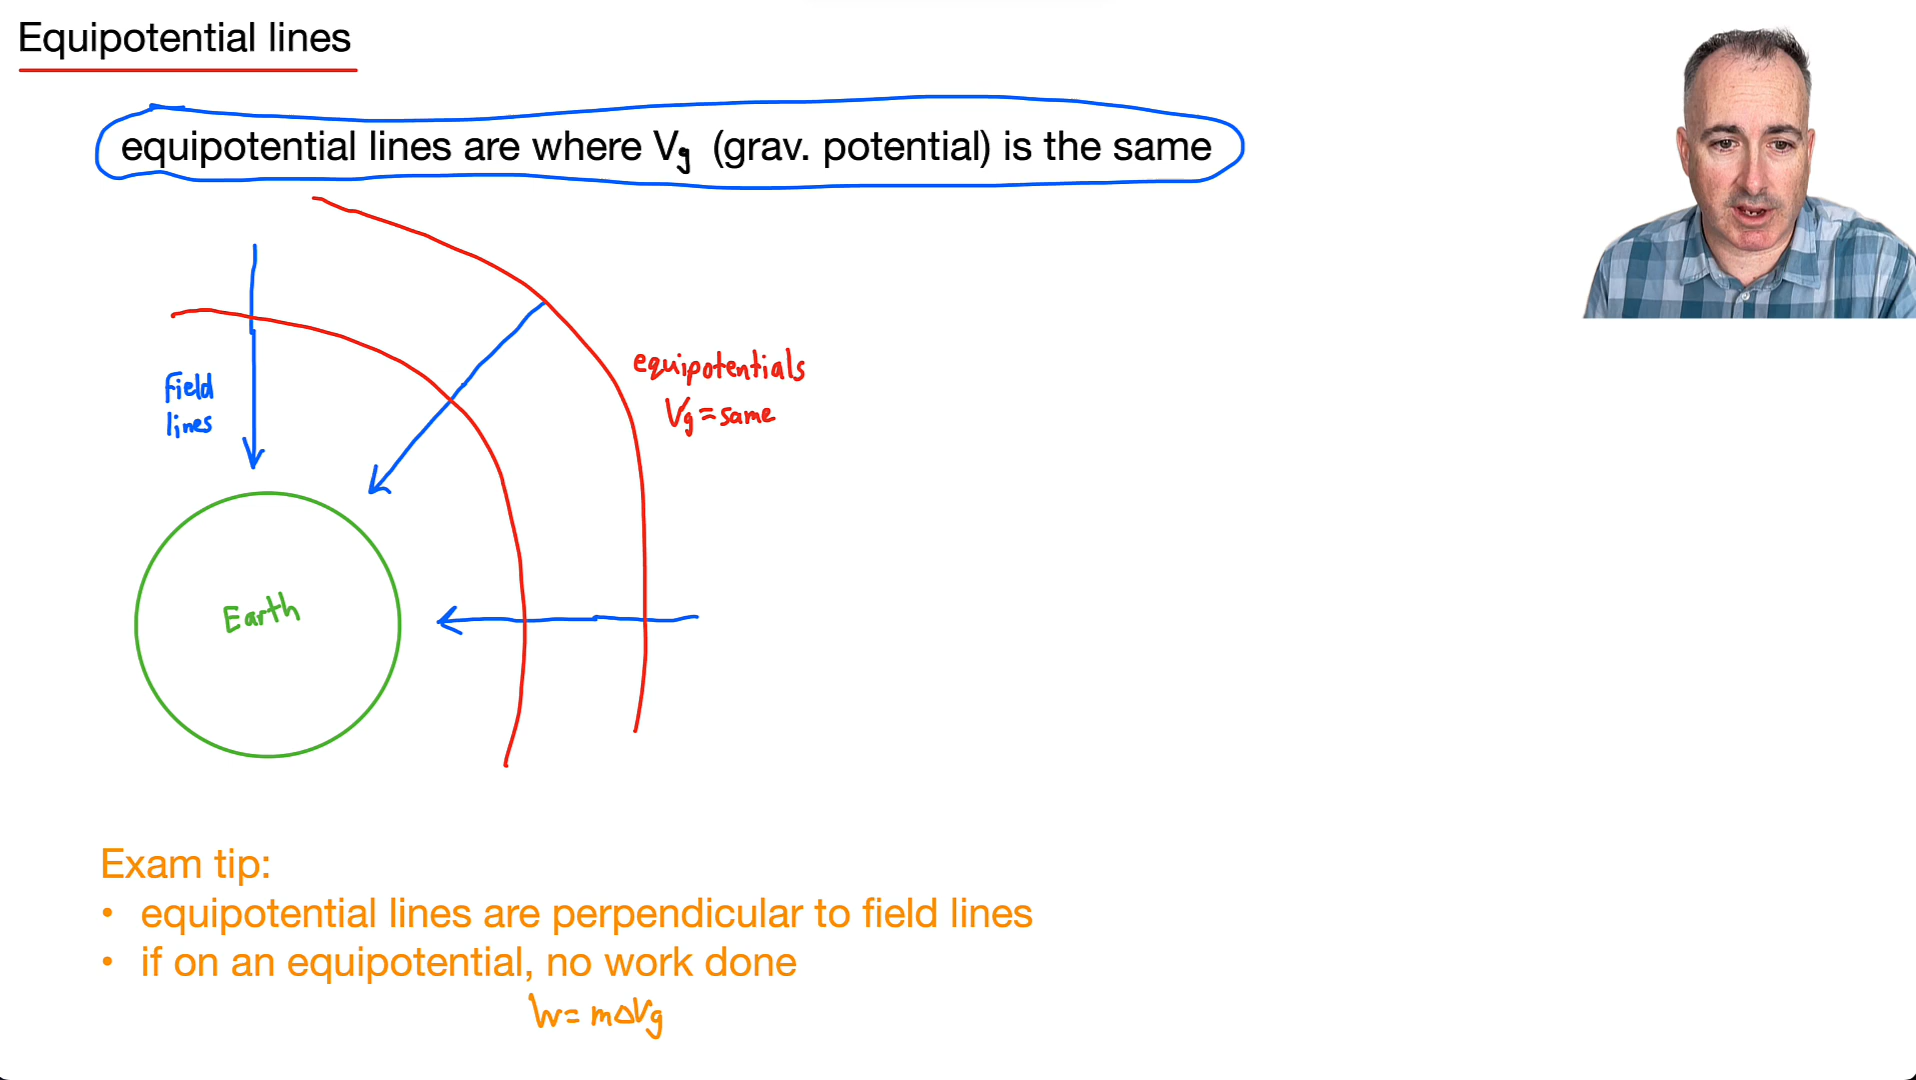 Equipotential lines
equipotential lines are where Vg (grav. potential) is the same
equipotentials
Vg = same
Field
lines
Earth
Exam tip:
• equipotential lines are perpendicular to field lines
• if on an equipotential, no work done
W = mΔVg